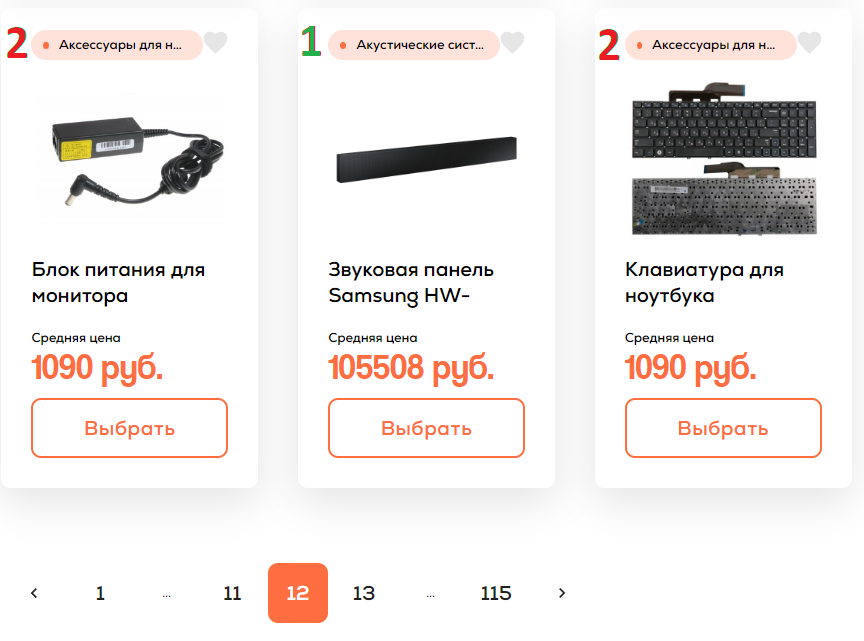 2
Аксессуары для н...
Блок питания для
монитора
Средняя цена
1090 руб.
Выбрать
1
Акустические сист...
Звуковая панель
Samsung HW-
Средняя цена
105508 руб.
Выбрать
2
Аксессуары для н...
Клавиатура для
ноутбука
Средняя цена
1090 руб.
Выбрать
‹ 1 ... 11 12 13 ... 115 ›